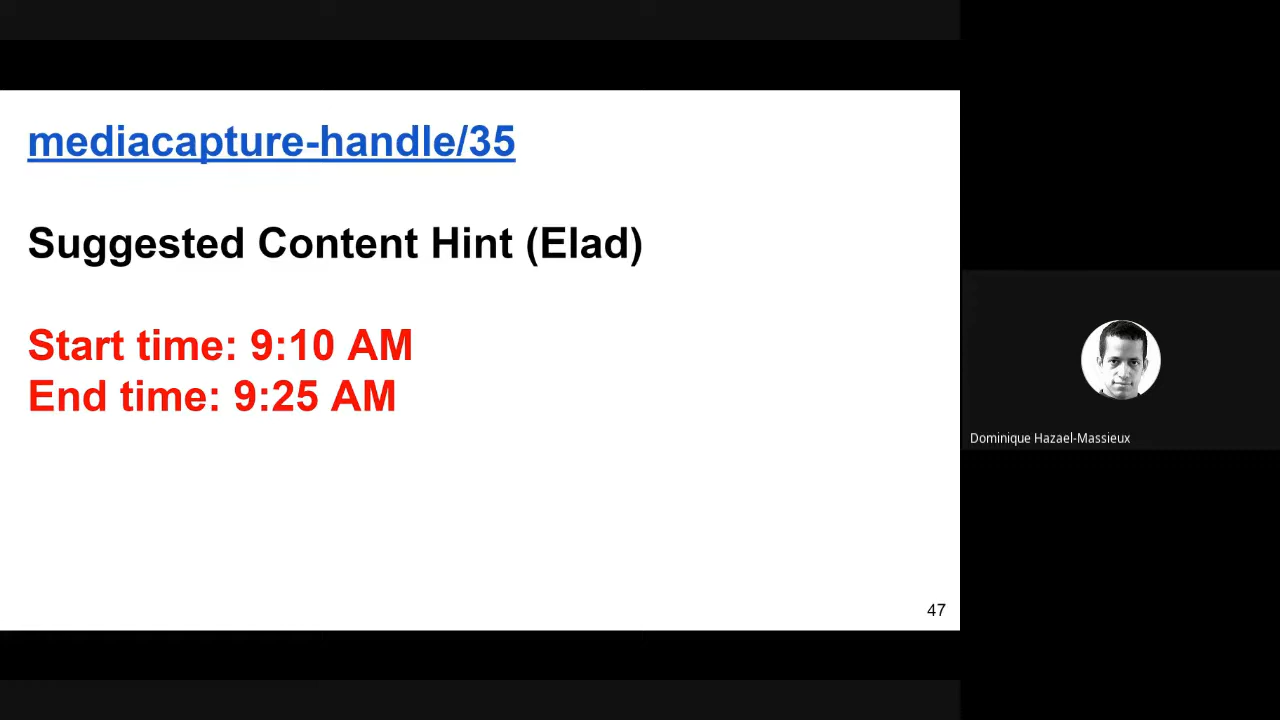 mediacapture-handle/35
Suggested Content Hint (Elad)
Start time: 9:10 AM
End time: 9:25 AM
47
Dominique Hazael-Massieux